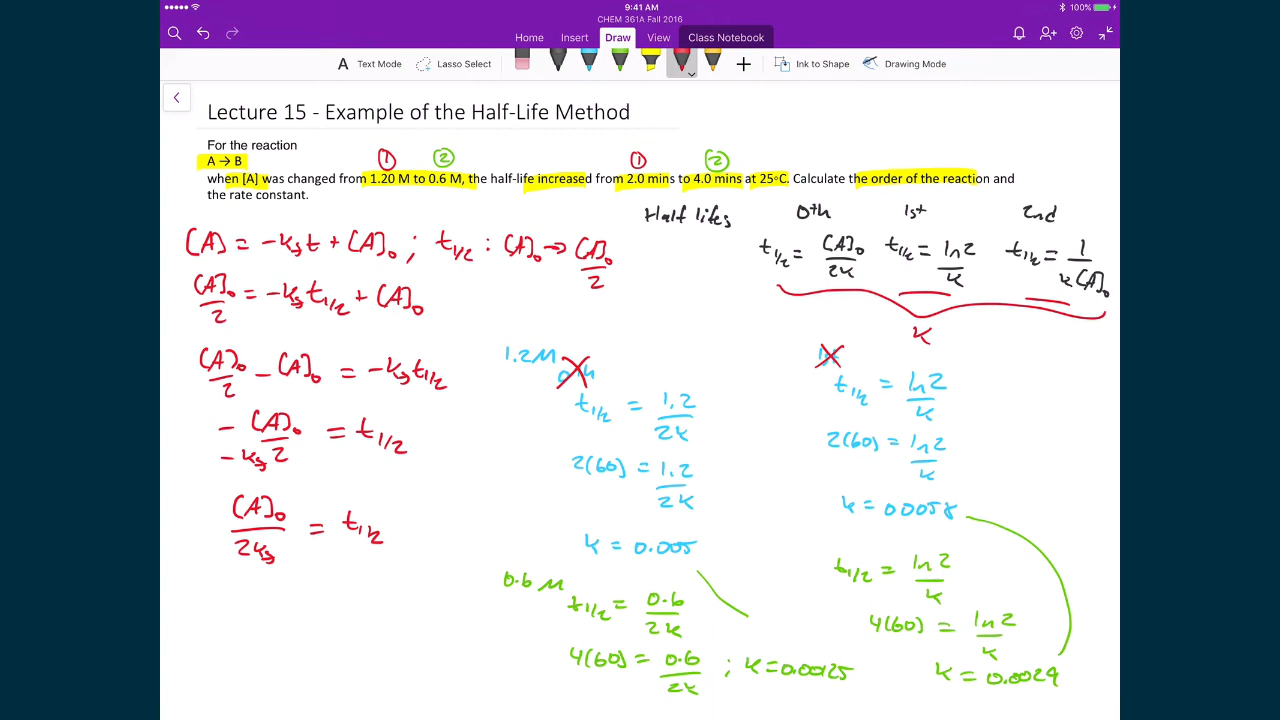 9:41 AM
100%
CHEM 361A Fall 2016
Home Insert Draw View Class Notebook
Text Mode Lasso Select Ink to Shape Drawing Mode
Lecture 15 - Example of the Half-Life Method
For the reaction
A → B
① ② ① ②
when [A] was changed from 1.20 M to 0.6 M, the half-life increased from 2.0 mins to 4.0 mins at 25◦C. Calculate the order of the reaction and
the rate constant.
[A] = -k t + [A]₀ ; t1/2 : [A]₀ → [A]₀/2
[A]₀/2 = -k t1/2 + [A]₀
[A]₀/2 - [A]₀ = -k t1/2
- [A]₀ / -k 2 = t1/2
[A]₀ / 2k = t1/2
Half lifes 0th 1st 2nd
t1/2 = [A]₀/2k t1/2 = ln2/k t1/2 = 1/k[A]₀
k
1.2M
0th
t1/2 = 1.2/2k
2(60) = 1.2/2k
k = 0.005
0.6 M
t1/2 = 0.6/2k
4(60) = 0.6/2k ; k = 0.00125
1st
t1/2 = ln2/k
2(60) = ln2/k
k = 0.0058
t1/2 = ln2/k
4(60) = ln2/k
k = 0.0029